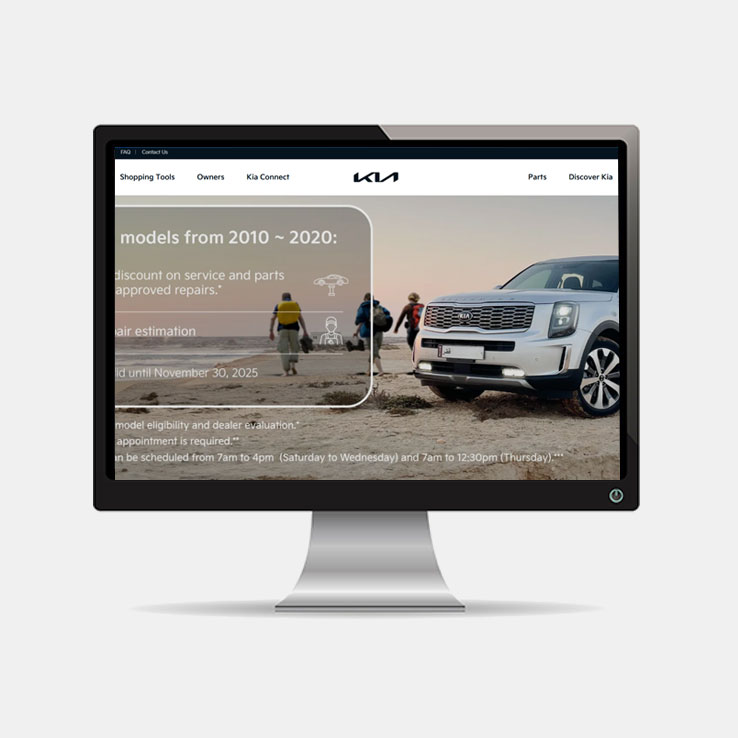 FAQ | Contact Us
Shopping Tools Owners Kia Connect KIA Parts Discover Kia
models from 2010 ~ 2020:
discount on service and parts
approved repairs.*
air estimation
id until November 30, 2025
KIA
model eligibility and dealer evaluation.*
appointment is required.**
an be scheduled from 7am to 4pm (Saturday to Wednesday) and 7am to 12:30pm (Thursday).***